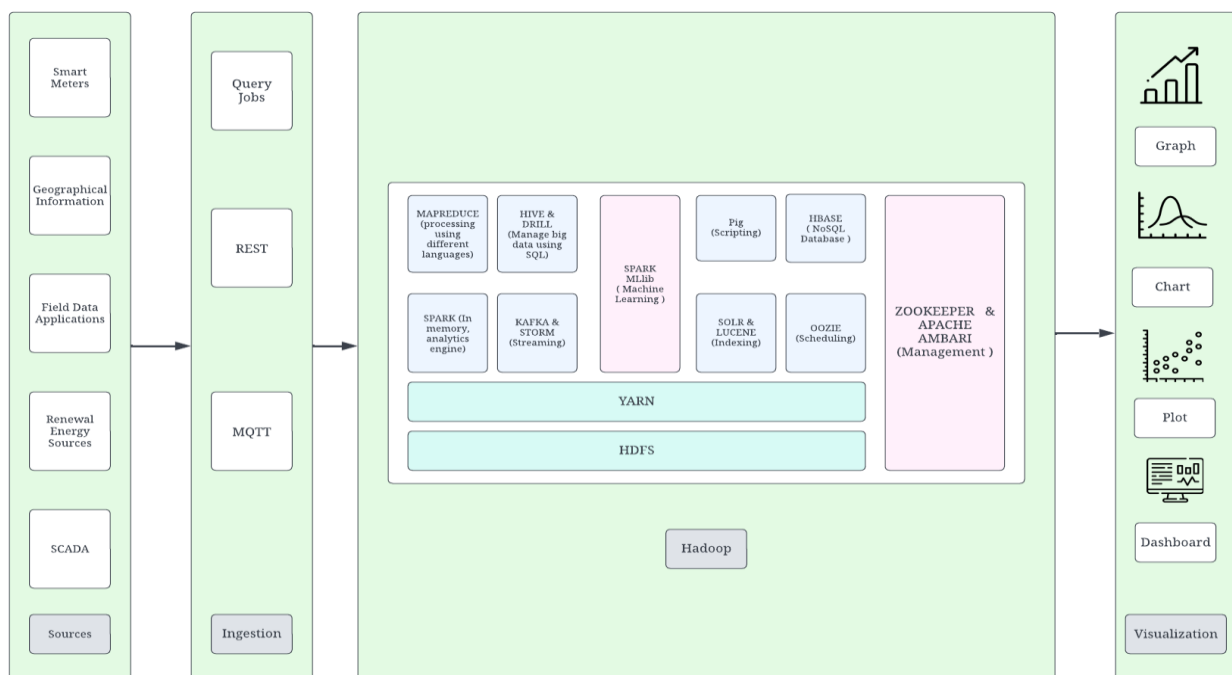 Smart
Meters
Geographical
Information
Field Data
Applications
Renewal
Energy
Sources
SCADA
Sources
Query
Jobs
REST
MQTT
Ingestion
MAPREDUCE
(processing
using
different
languages)
HIVE &
DRILL
(Manage big
data using
SQL)
SPARK
MLlib
( Machine
Learning )
Pig
(Scripting)
HBASE
( NoSQL
Database )
SPARK (In
memory,
analytics
engine)
KAFKA &
STORM
(Streaming)
SOLR &
LUCENE
(Indexing)
OOZIE
(Scheduling)
ZOOKEEPER &
APACHE
AMBARI
(Management )
YARN
HDFS
Hadoop
Graph
Chart
Plot
Dashboard
Visualization